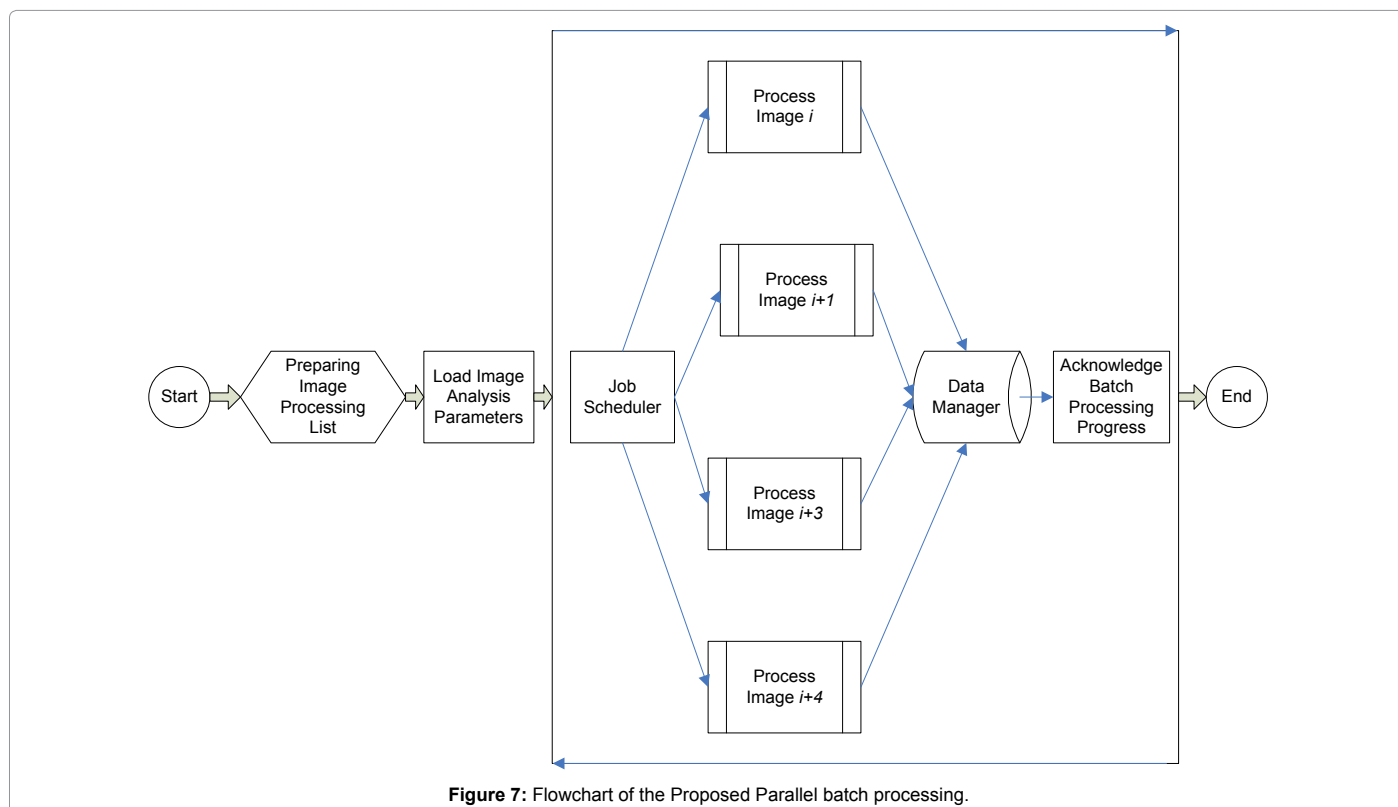 Process
Image i
Process
Image i+1
Start
Preparing
Image
Processing
List
Load Image
Analysis
Parameters
Job
Scheduler
Data
Manager
Acknowledge
Batch
Processing
Progress
End
Process
Image i+3
Process
Image i+4
Figure 7: Flowchart of the Proposed Parallel batch processing.